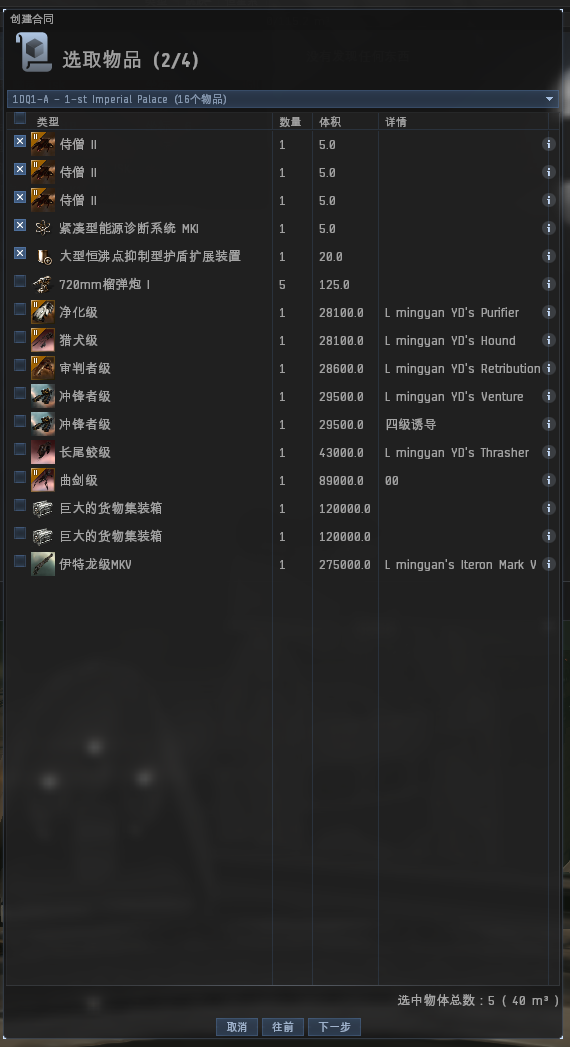 创建合同
选取物品 (2/4)
1DQ1-A - 1-st Imperial Palace (16个物品)
类型 数量 体积 详情
侍僧 II 1 5.0
侍僧 II 1 5.0
侍僧 II 1 5.0
紧凑型能源诊断系统 MKI 1 5.0
大型恒沸点抑制型护盾扩展装置 1 20.0
720mm榴弹炮 I 5 125.0
净化级 1 28100.0 L mingyan YD's Purifier
猎犬级 1 28100.0 L mingyan YD's Hound
审判者级 1 28600.0 L mingyan YD's Retribution
冲锋者级 1 29500.0 L mingyan YD's Venture
冲锋者级 1 29500.0 四级诱导
长尾鲛级 1 43000.0 L mingyan YD's Thrasher
曲剑级 1 89000.0 00
巨大的货物集装箱 1 120000.0
巨大的货物集装箱 1 120000.0
伊特龙级MKV 1 275000.0 L mingyan's Iteron Mark V
选中物体总数 : 5 ( 40 m³ )
取消 往前 下一步